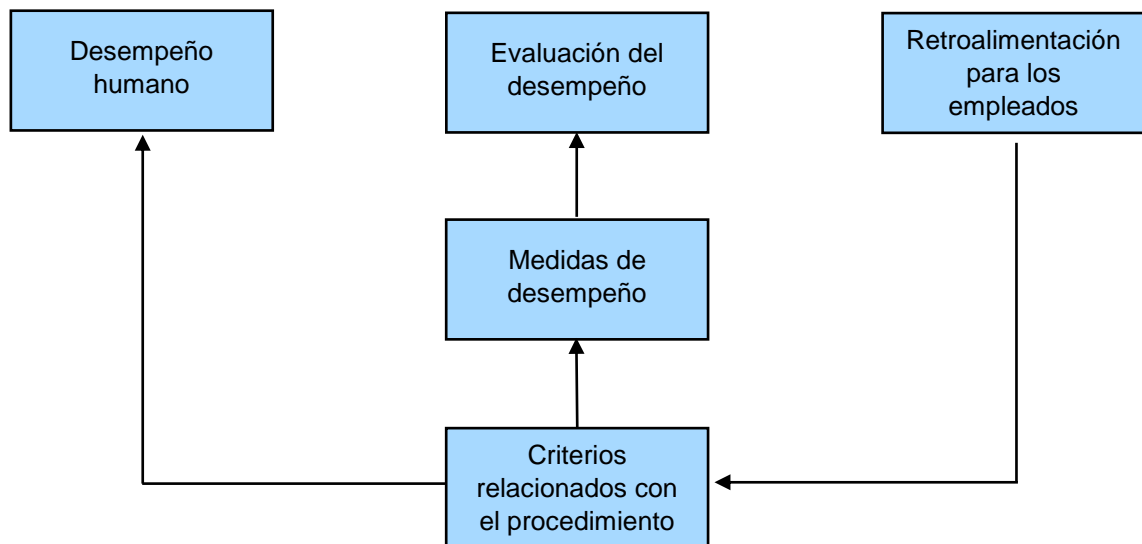 Desempeño
humano
Evaluación del
desempeño
Retroalimentación
para los
empleados
Medidas de
desempeño
Criterios
relacionados con
el procedimiento